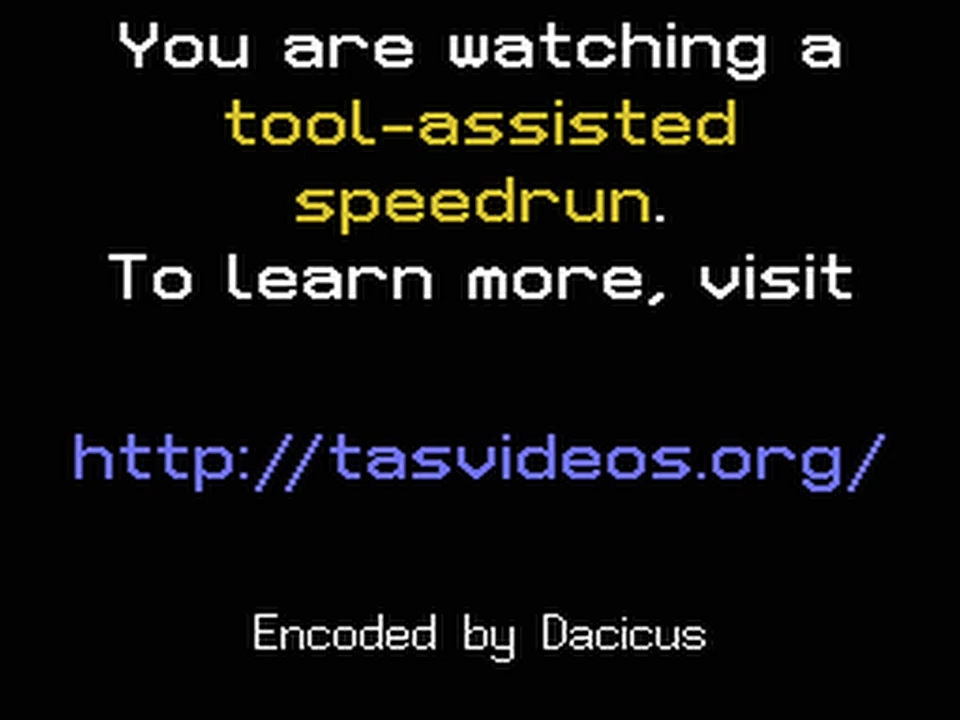 You are watching a
tool-assisted
speedrun.
To learn more, visit
http://tasvideos.org/
Encoded by Dacicus